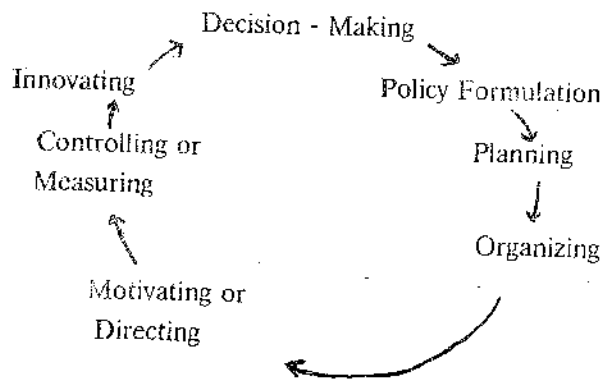 Decision - Making
Innovating
Policy Formulation
Controlling or
Measuring
Planning
Organizing
Motivating or
Directing